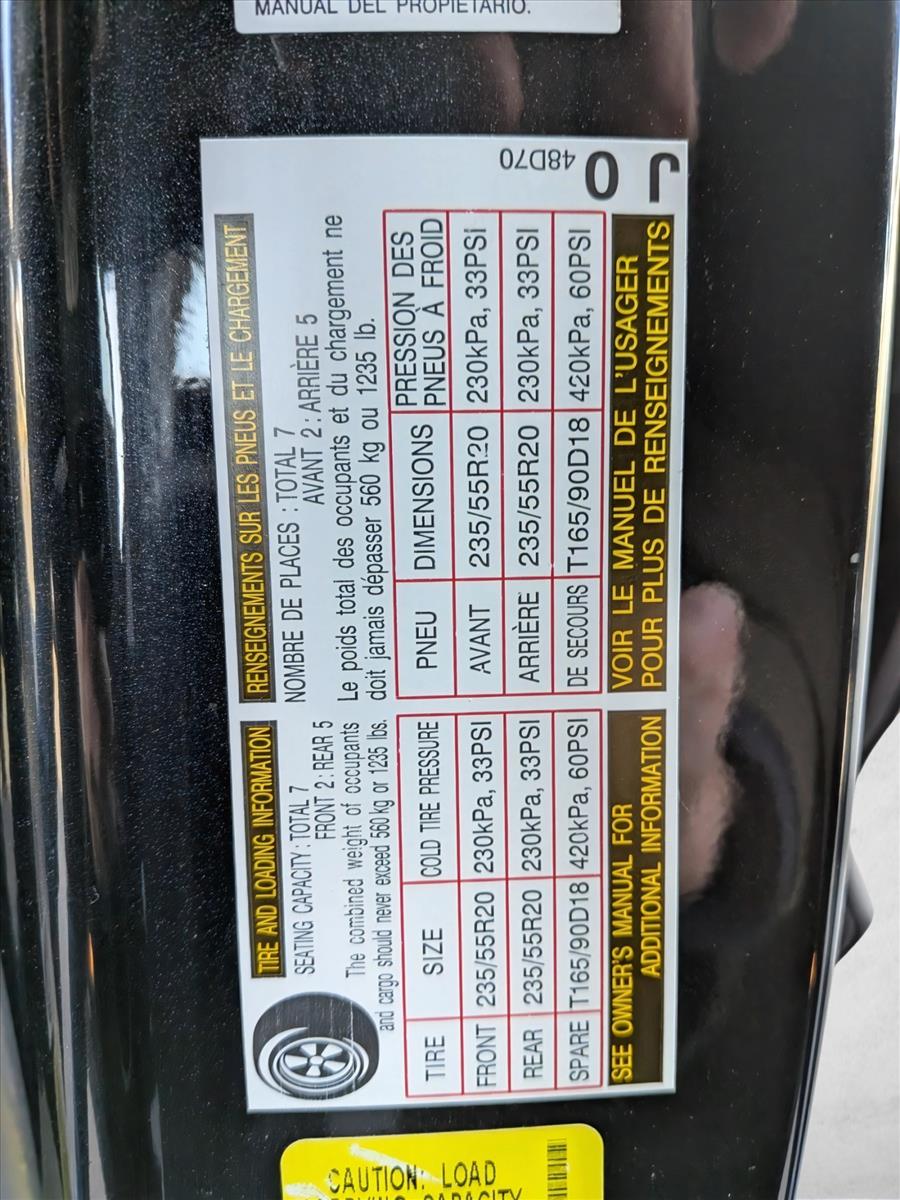 MANUAL DEL PROPIETARIO.
TIRE AND LOADING INFORMATION
SEATING CAPACITY : TOTAL 7
FRONT 2 : REAR 5
The combined weight of occupants
and cargo should never exceed 560 kg or 1235 lbs.
TIRE SIZE COLD TIRE PRESSURE
FRONT 235/55R20 230kPa, 33PSI
REAR 235/55R20 230kPa, 33PSI
SPARE T165/90D18 420kPa, 60PSI
SEE OWNER'S MANUAL FOR
ADDITIONAL INFORMATION
RENSEIGNEMENTS SUR LES PNEUS ET LE CHARGEMENT
NOMBRE DE PLACES : TOTAL 7
AVANT 2 : ARRIÈRE 5
Le poids total des occupants et du chargement ne
doit jamais dépasser 560 kg ou 1235 lb.
PNEU DIMENSIONS PRESSION DES
PNEUS À FROID
AVANT 235/55R20 230kPa, 33PSI
ARRIÈRE 235/55R20 230kPa, 33PSI
DE SECOURS T165/90D18 420kPa, 60PSI
VOIR LE MANUEL DE L'USAGER
POUR PLUS DE RENSEIGNEMENTS
48D70
J 0
CAUTION: LOAD
CAPACITY